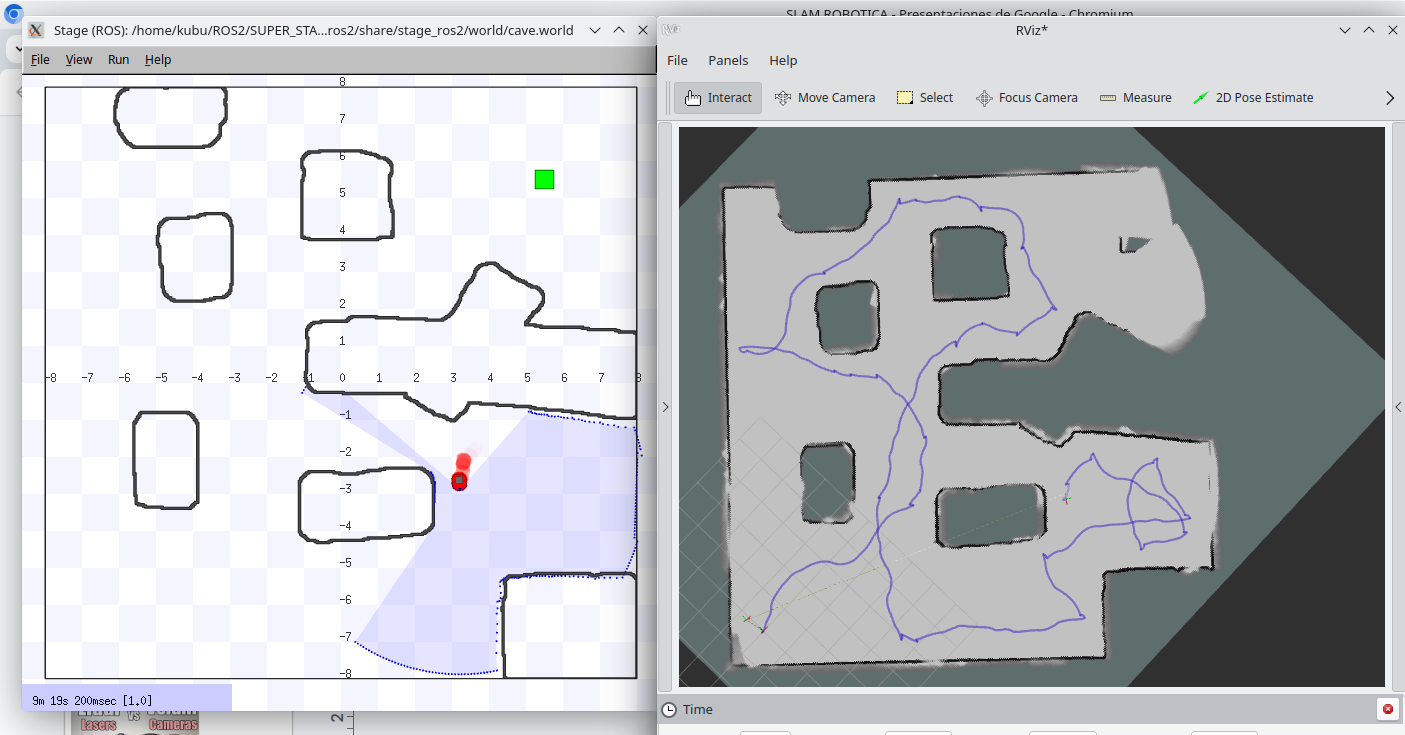 SLAM ROBOTICA - Presentaciones de Google - Chromium
Stage (ROS): /home/kubu/ROS2/SUPER_STA...ros2/share/stage_ros2/world/cave.world
File View Run Help
8
7
6
5
4
3
2
1
-8 -7 -6 -5 -4 -3 -2 -1 0 1 2 3 4 5 6 7 8
-1
-2
-3
-4
-5
-6
-7
-8
9m 19s 200msec [1.0]
RViz*
File Panels Help
Interact Move Camera Select Focus Camera Measure 2D Pose Estimate
Time
vs
lasers Cameras
2